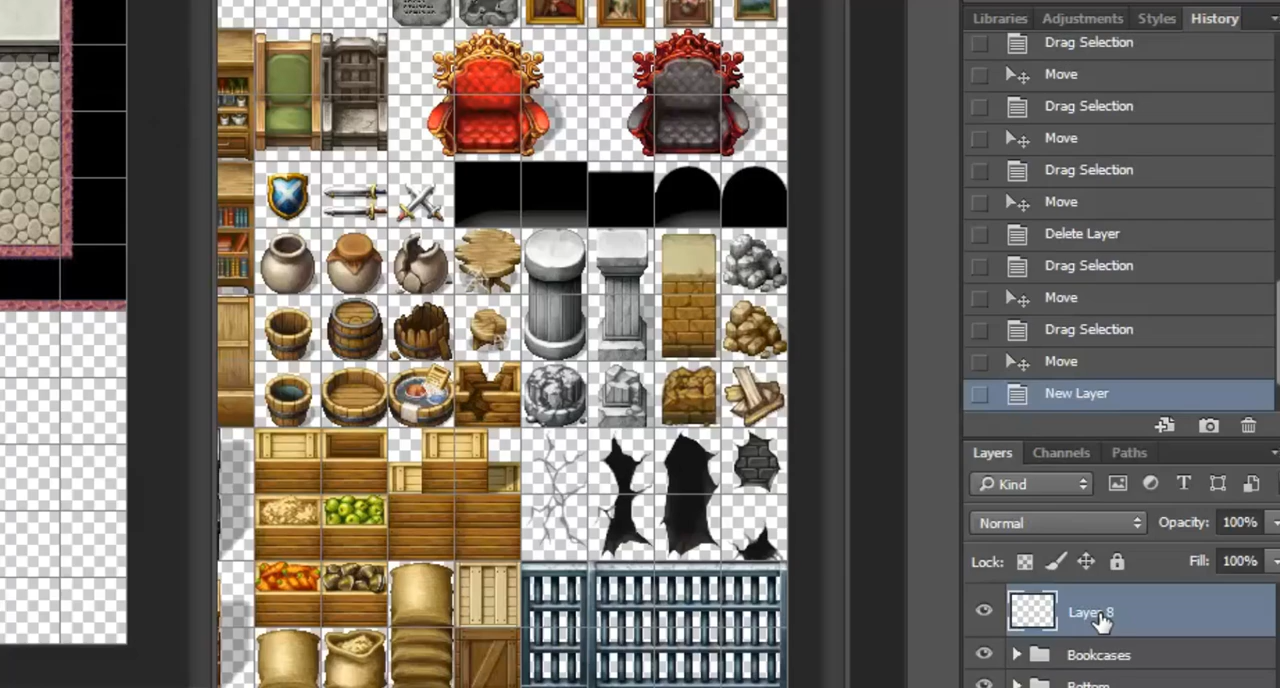 Libraries Adjustments Styles History
Drag Selection
Move
Drag Selection
Move
Drag Selection
Move
Delete Layer
Drag Selection
Move
Drag Selection
Move
New Layer
Layers Channels Paths
Kind
Normal Opacity: 100%
Lock: Fill: 100%
Layer 8
Bookcases
Bottom